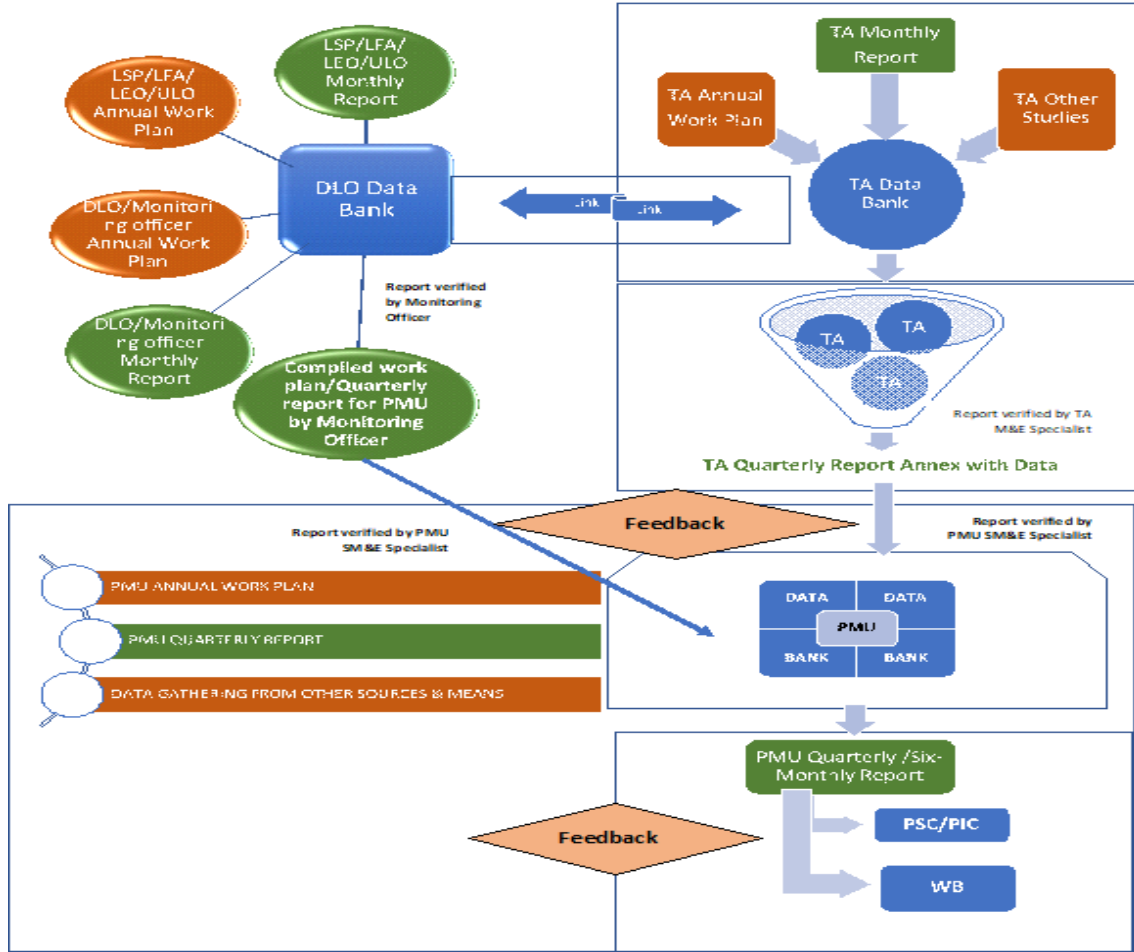 LSP/LFA/
LEO/ULO
Monthly
Report
LSP/LFA/
LEO/ULO
Annual Work
Plan
DLO Data
Bank
DLO/Monitori
ng officer
Annual Work
Plan
DLO/Monitori
ng officer
Monthly
Report
Report verified
by Monitoring
Officer
Compiled work
plan/Quarterly
report for PMU
by Monitoring
Officer
Link
Link
TA Monthly
Report
TA Annual
Work Plan
TA Other
Studies
TA Data
Bank
TA
TA
TA
Report verified by TA
M&E Specialist
TA Quarterly Report Annex with Data
Feedback
Report verified by PMU
SM&E Specialist
Report verified by
PMU SM&E Specialist
PMU ANNUAL WORK PLAN
PMU QUARTERLY REPORT
DATA GATHERING FROM OTHER SOURCES & MEANS
DATA
DATA
PMU
BANK
BANK
PMU Quarterly /Six-
Monthly Report
PSC/PIC
WB
Feedback